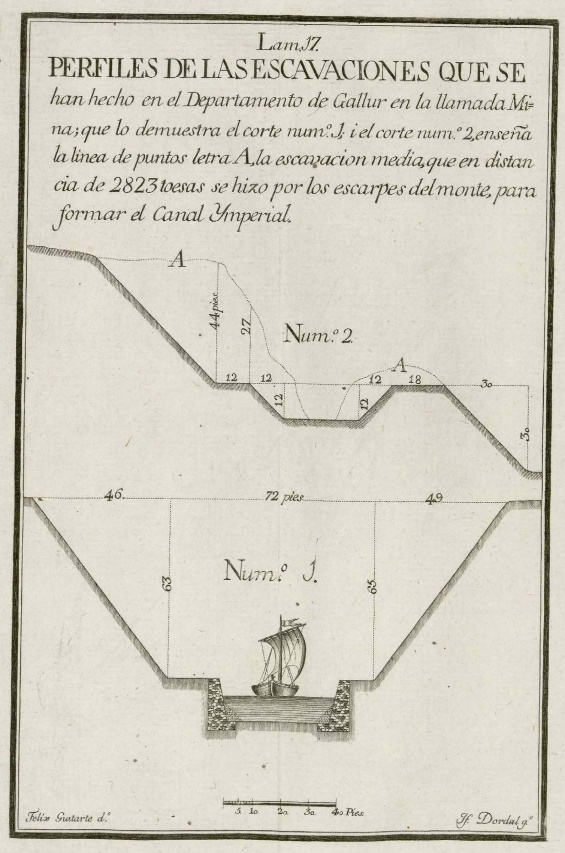 Lam. 17.
PERFILES DE LAS ESCAVACIONES QUE SE
han hecho en el Departamento de Gallur en la llamada Mi=
na; que lo demuestra el corte num.º 1; i el corte num.º 2, enseña
la linea de puntos letra A, la escavacion media, que en distan
cia de 2823 toesas se hizo por los escarpes del monte, para
formar el Canal Ymperial.
A
44 pies
27
Num.º 2.
A
12 12 12 18 30
12 12
30
46 72 pies 49
63 Num.º 1. 65
5 10 20 30 40 Pies
Felix Guitarte d.º Jf. Dordal g.º